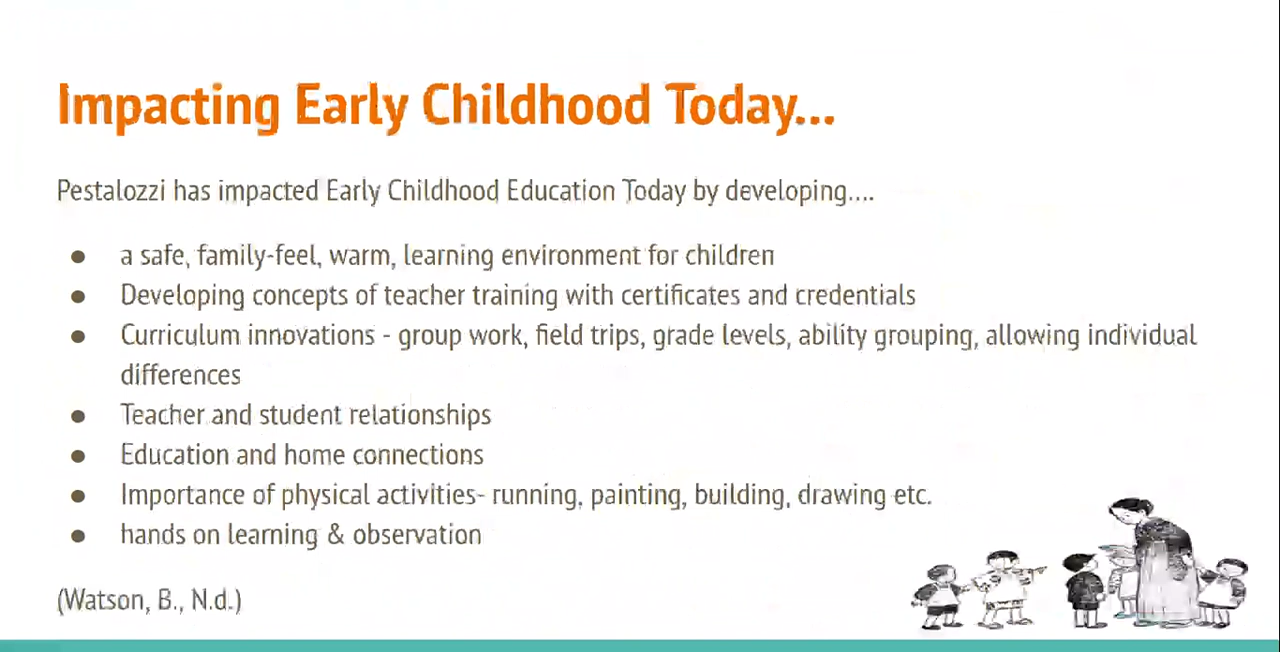 Impacting Early Childhood Today...
Pestalozzi has impacted Early Childhood Education Today by developing....
● a safe, family-feel, warm, learning environment for children
● Developing concepts of teacher training with certificates and credentials
● Curriculum innovations - group work, field trips, grade levels, ability grouping, allowing individual
differences
● Teacher and student relationships
● Education and home connections
● Importance of physical activities- running, painting, building, drawing etc.
● hands on learning & observation
(Watson, B., N.d.)